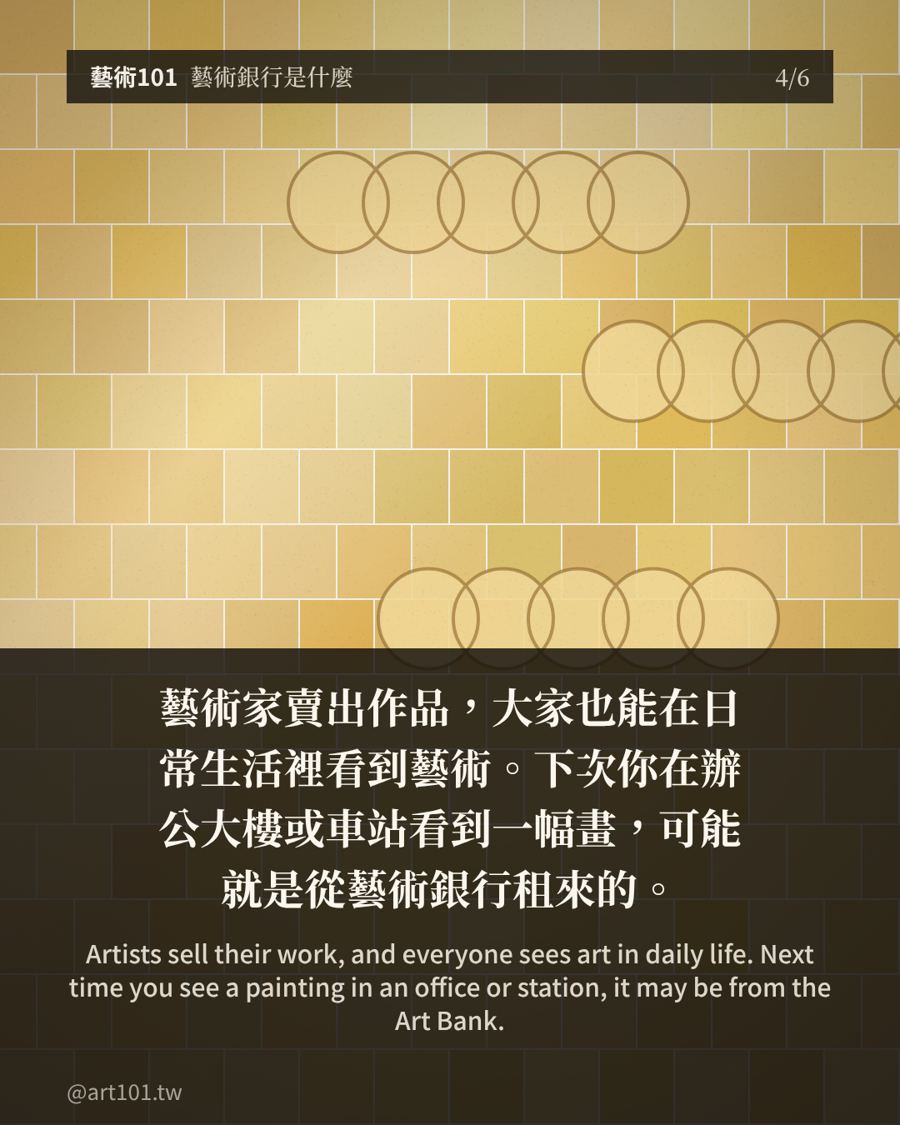 藝術101 藝術銀行是什麼 4/6
藝術家賣出作品，大家也能在日
常生活裡看到藝術。下次你在辦
公大樓或車站看到一幅畫，可能
就是從藝術銀行租來的。
Artists sell their work, and everyone sees art in daily life. Next
time you see a painting in an office or station, it may be from the
Art Bank.
@art101.tw